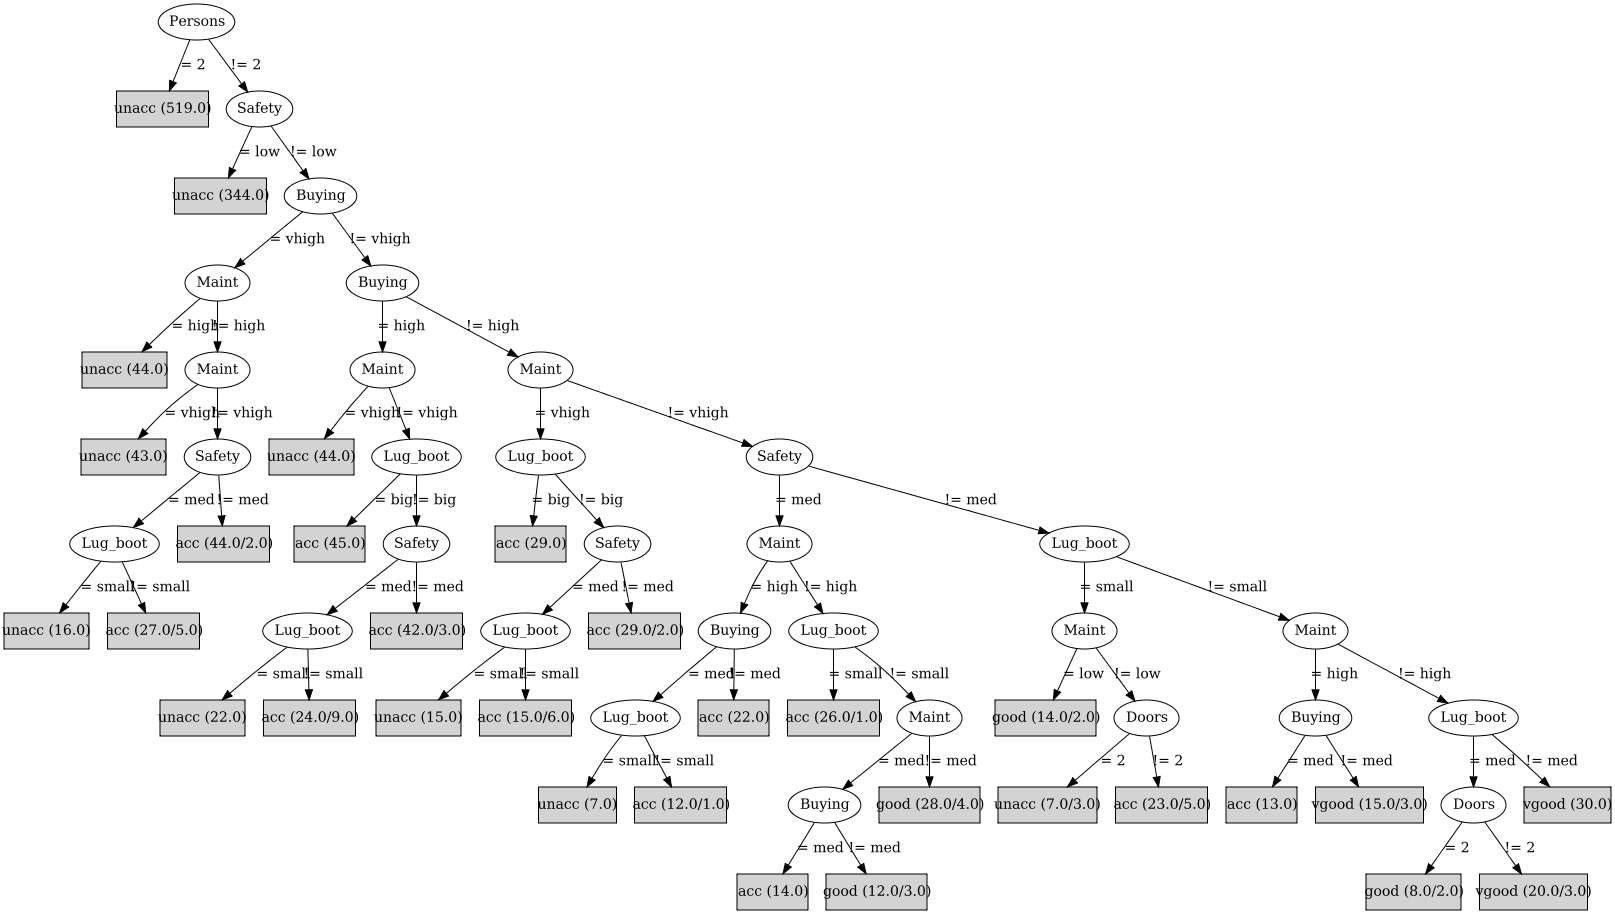 Persons
= 2 != 2
unacc (519.0) Safety
= low != low
unacc (344.0) Buying
= vhigh != vhigh
Maint Buying
= high != high = high != high
unacc (44.0) Maint Maint Maint
= vhigh != vhigh = vhigh != vhigh = vhigh != vhigh
unacc (43.0) Safety unacc (44.0) Lug_boot Lug_boot Safety
= med != med = big != big = big != big = med != med
Lug_boot acc (44.0/2.0) acc (45.0) Safety acc (29.0) Safety Maint Lug_boot
= small != small = med != med = med != med = high != high = small != small
unacc (16.0) acc (27.0/5.0) Lug_boot acc (42.0/3.0) Lug_boot acc (29.0/2.0) Buying Lug_boot Maint Maint
= small != small = small != small = med != med = small != small = low != low = high != high
unacc (22.0) acc (24.0/9.0) unacc (15.0) acc (15.0/6.0) Lug_boot acc (22.0) acc (26.0/1.0) Maint good (14.0/2.0) Doors Buying Lug_boot
= small != small = med != med = 2 != 2 = med != med = med != med
unacc (7.0) acc (12.0/1.0) Buying good (28.0/4.0) unacc (7.0/3.0) acc (23.0/5.0) acc (13.0) vgood (15.0/3.0) Doors vgood (30.0)
= med != med = 2 != 2
acc (14.0) good (12.0/3.0) good (8.0/2.0) vgood (20.0/3.0)